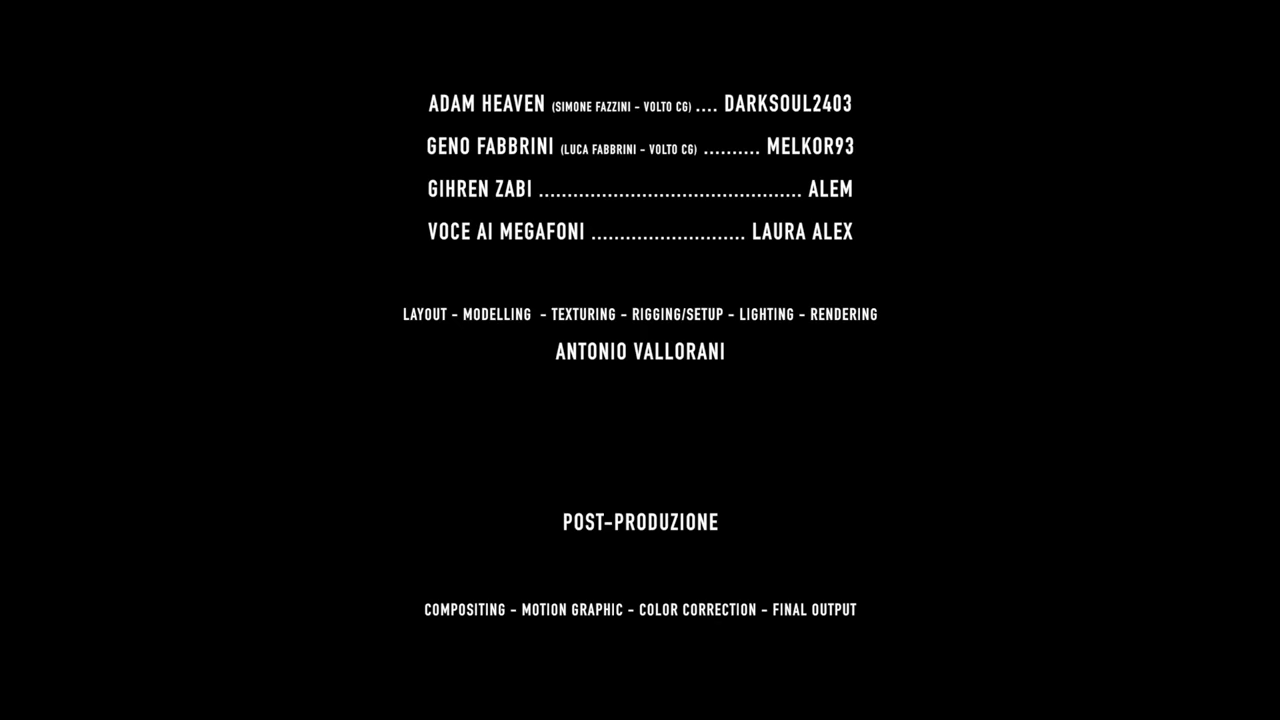 ADAM HEAVEN (SIMONE FAZZINI - VOLTO CG) .... DARKSOUL2403
GENO FABBRINI (LUCA FABBRINI - VOLTO CG) .......... MELKOR93
GIHREN ZABI .............................................. ALEM
VOCE AI MEGAFONI ........................... LAURA ALEX
LAYOUT - MODELLING - TEXTURING - RIGGING/SETUP - LIGHTING - RENDERING
ANTONIO VALLORANI
POST-PRODUZIONE
COMPOSITING - MOTION GRAPHIC - COLOR CORRECTION - FINAL OUTPUT